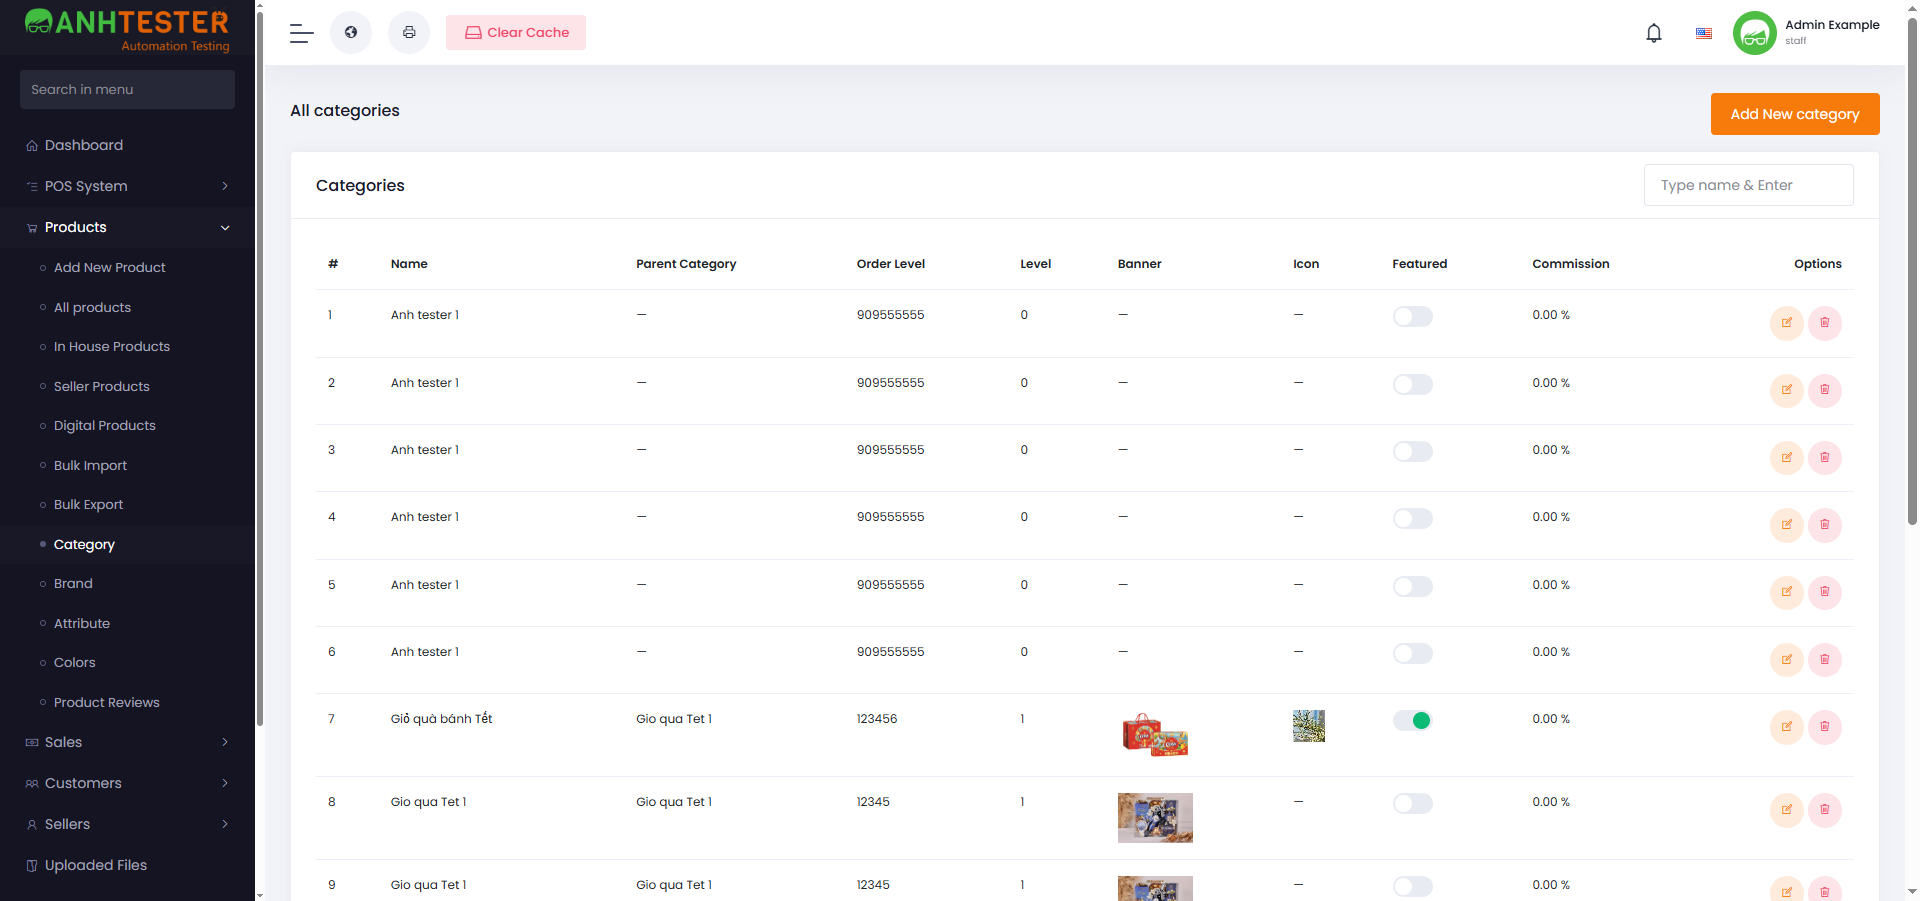 ANHTESTER
Automation Testing
Search in menu
Dashboard
POS System
Products
Add New Product
All products
In House Products
Seller Products
Digital Products
Bulk Import
Bulk Export
Category
Brand
Attribute
Colors
Product Reviews
Sales
Customers
Sellers
Uploaded Files
Clear Cache
Admin Example
staff
All categories
Add New category
Categories
Type name & Enter
# Name Parent Category Order Level Level Banner Icon Featured Commission Options
1 Anh tester 1 — 909555555 0 — — 0.00 %
2 Anh tester 1 — 909555555 0 — — 0.00 %
3 Anh tester 1 — 909555555 0 — — 0.00 %
4 Anh tester 1 — 909555555 0 — — 0.00 %
5 Anh tester 1 — 909555555 0 — — 0.00 %
6 Anh tester 1 — 909555555 0 — — 0.00 %
7 Giỏ quà bánh Tết Gio qua Tet 1 123456 1 0.00 %
8 Gio qua Tet 1 Gio qua Tet 1 12345 1 — 0.00 %
9 Gio qua Tet 1 Gio qua Tet 1 12345 1 — 0.00 %